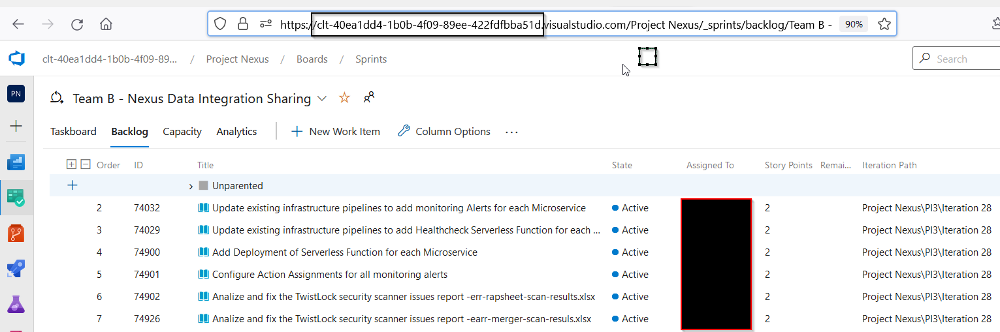 https://clt-40ea1dd4-1b0b-4f09-89ee-422fdfbba51d.visualstudio.com/Project Nexus/_sprints/backlog/Team B - 90%
clt-40ea1dd4-1b0b-4f09-89... / Project Nexus / Boards / Sprints Search
PN
Team B - Nexus Data Integration Sharing
Taskboard Backlog Capacity Analytics New Work Item Column Options ...
Order ID Title State Assigned To Story Points Remai... Iteration Path
Unparented
2 74032 Update existing infrastructure pipelines to add monitoring Alerts for each Microservice Active 2 Project Nexus\PI3\Iteration 28
3 74029 Update existing infrastructure pipelines to add Healthcheck Serverless Function for each ... Active 2 Project Nexus\PI3\Iteration 28
4 74900 Add Deployment of Serverless Function for each Microservice Active 2 Project Nexus\PI3\Iteration 28
5 74901 Configure Action Assignments for all monitoring alerts Active 2 Project Nexus\PI3\Iteration 28
6 74902 Analize and fix the TwistLock security scanner issues report -err-rapsheet-scan-results.xlsx Active 2 Project Nexus\PI3\Iteration 28
7 74926 Analize and fix the TwistLock security scanner issues report -earr-merger-scan-resuls.xlsx Active 2 Project Nexus\PI3\Iteration 28